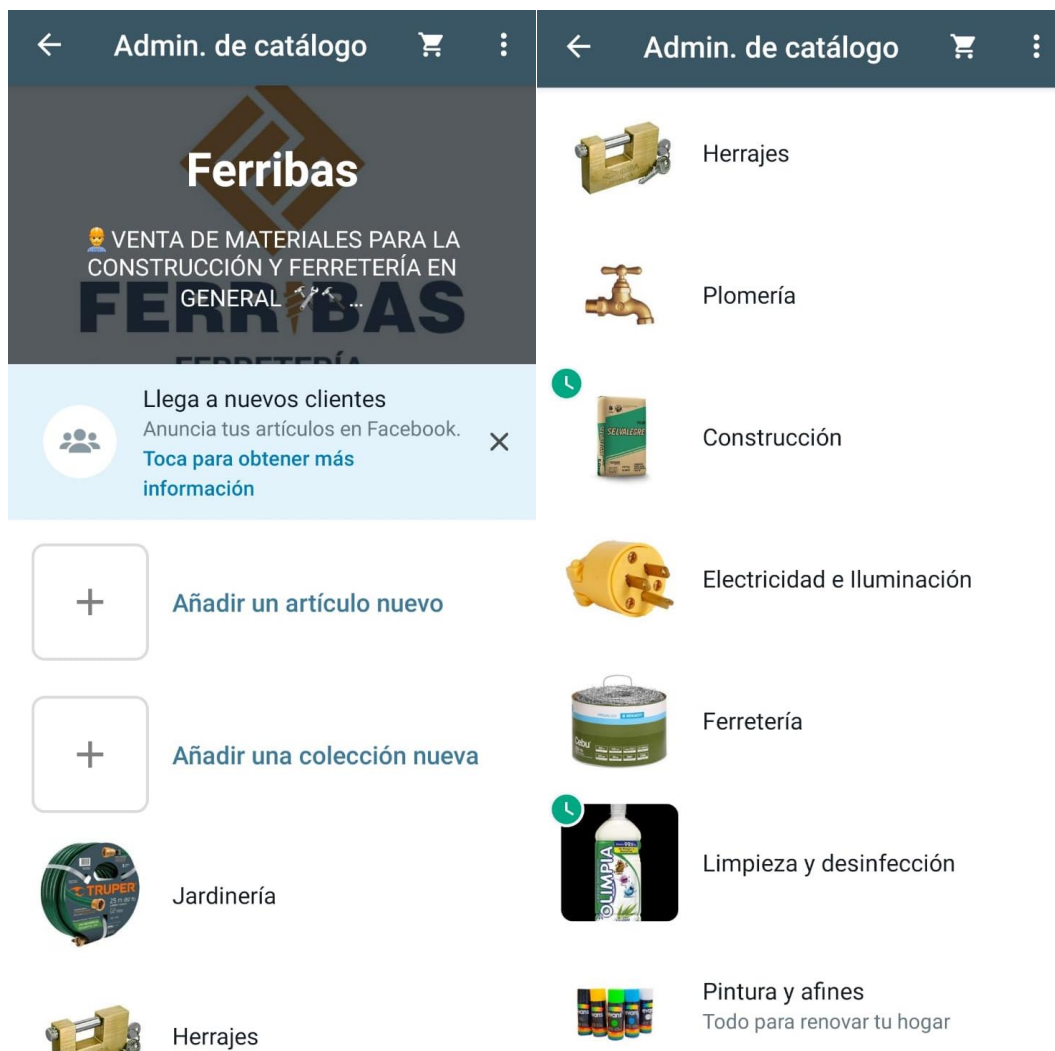 Admin. de catálogo
Ferribas
VENTA DE MATERIALES PARA LA
CONSTRUCCIÓN Y FERRETERÍA EN
GENERAL ...
FERRIBAS
FERRETERÍA
Llega a nuevos clientes
Anuncia tus artículos en Facebook.
Toca para obtener más
información
Añadir un artículo nuevo
Añadir una colección nueva
TRUPER
25 m
Jardinería
Herrajes
Admin. de catálogo
Herrajes
Plomería
SELVALEGRE
Construcción
Electricidad e Iluminación
Cebú
Ferretería
OLIMPIA
Limpieza y desinfección
Pintura y afines
Todo para renovar tu hogar